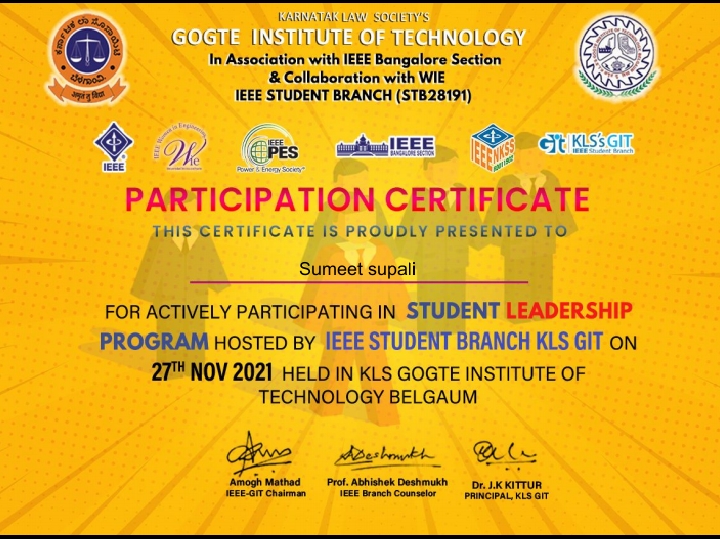 KARNATAK LAW SOCIETY'S
GOGTE INSTITUTE OF TECHNOLOGY
In Association with IEEE Bangalore Section
& Collaboration with WIE
IEEE STUDENT BRANCH (STB28191)
ಕರ್ನಾಟಕ ಲಾ ಸೊಸಾಯಿಟಿ
ಬೆಳಗಾವಿ
IEEE
IEEE Women in Engineering
Wie
IEEE
PES
Power & Energy Society®
IEEE
BANGALORE SECTION
IEEE NKSS
KLS's GIT
IEEE Student Branch
PARTICIPATION CERTIFICATE
THIS CERTIFICATE IS PROUDLY PRESENTED TO
Sumeet supali
FOR ACTIVELY PARTICIPATING IN STUDENT LEADERSHIP
PROGRAM HOSTED BY IEEE STUDENT BRANCH KLS GIT ON
27TH NOV 2021 HELD IN KLS GOGTE INSTITUTE OF
TECHNOLOGY BELGAUM
Amogh Mathad
IEEE-GIT Chairman
Prof. Abhishek Deshmukh
IEEE Branch Counselor
Dr. J.K KITTUR
PRINCIPAL, KLS GIT